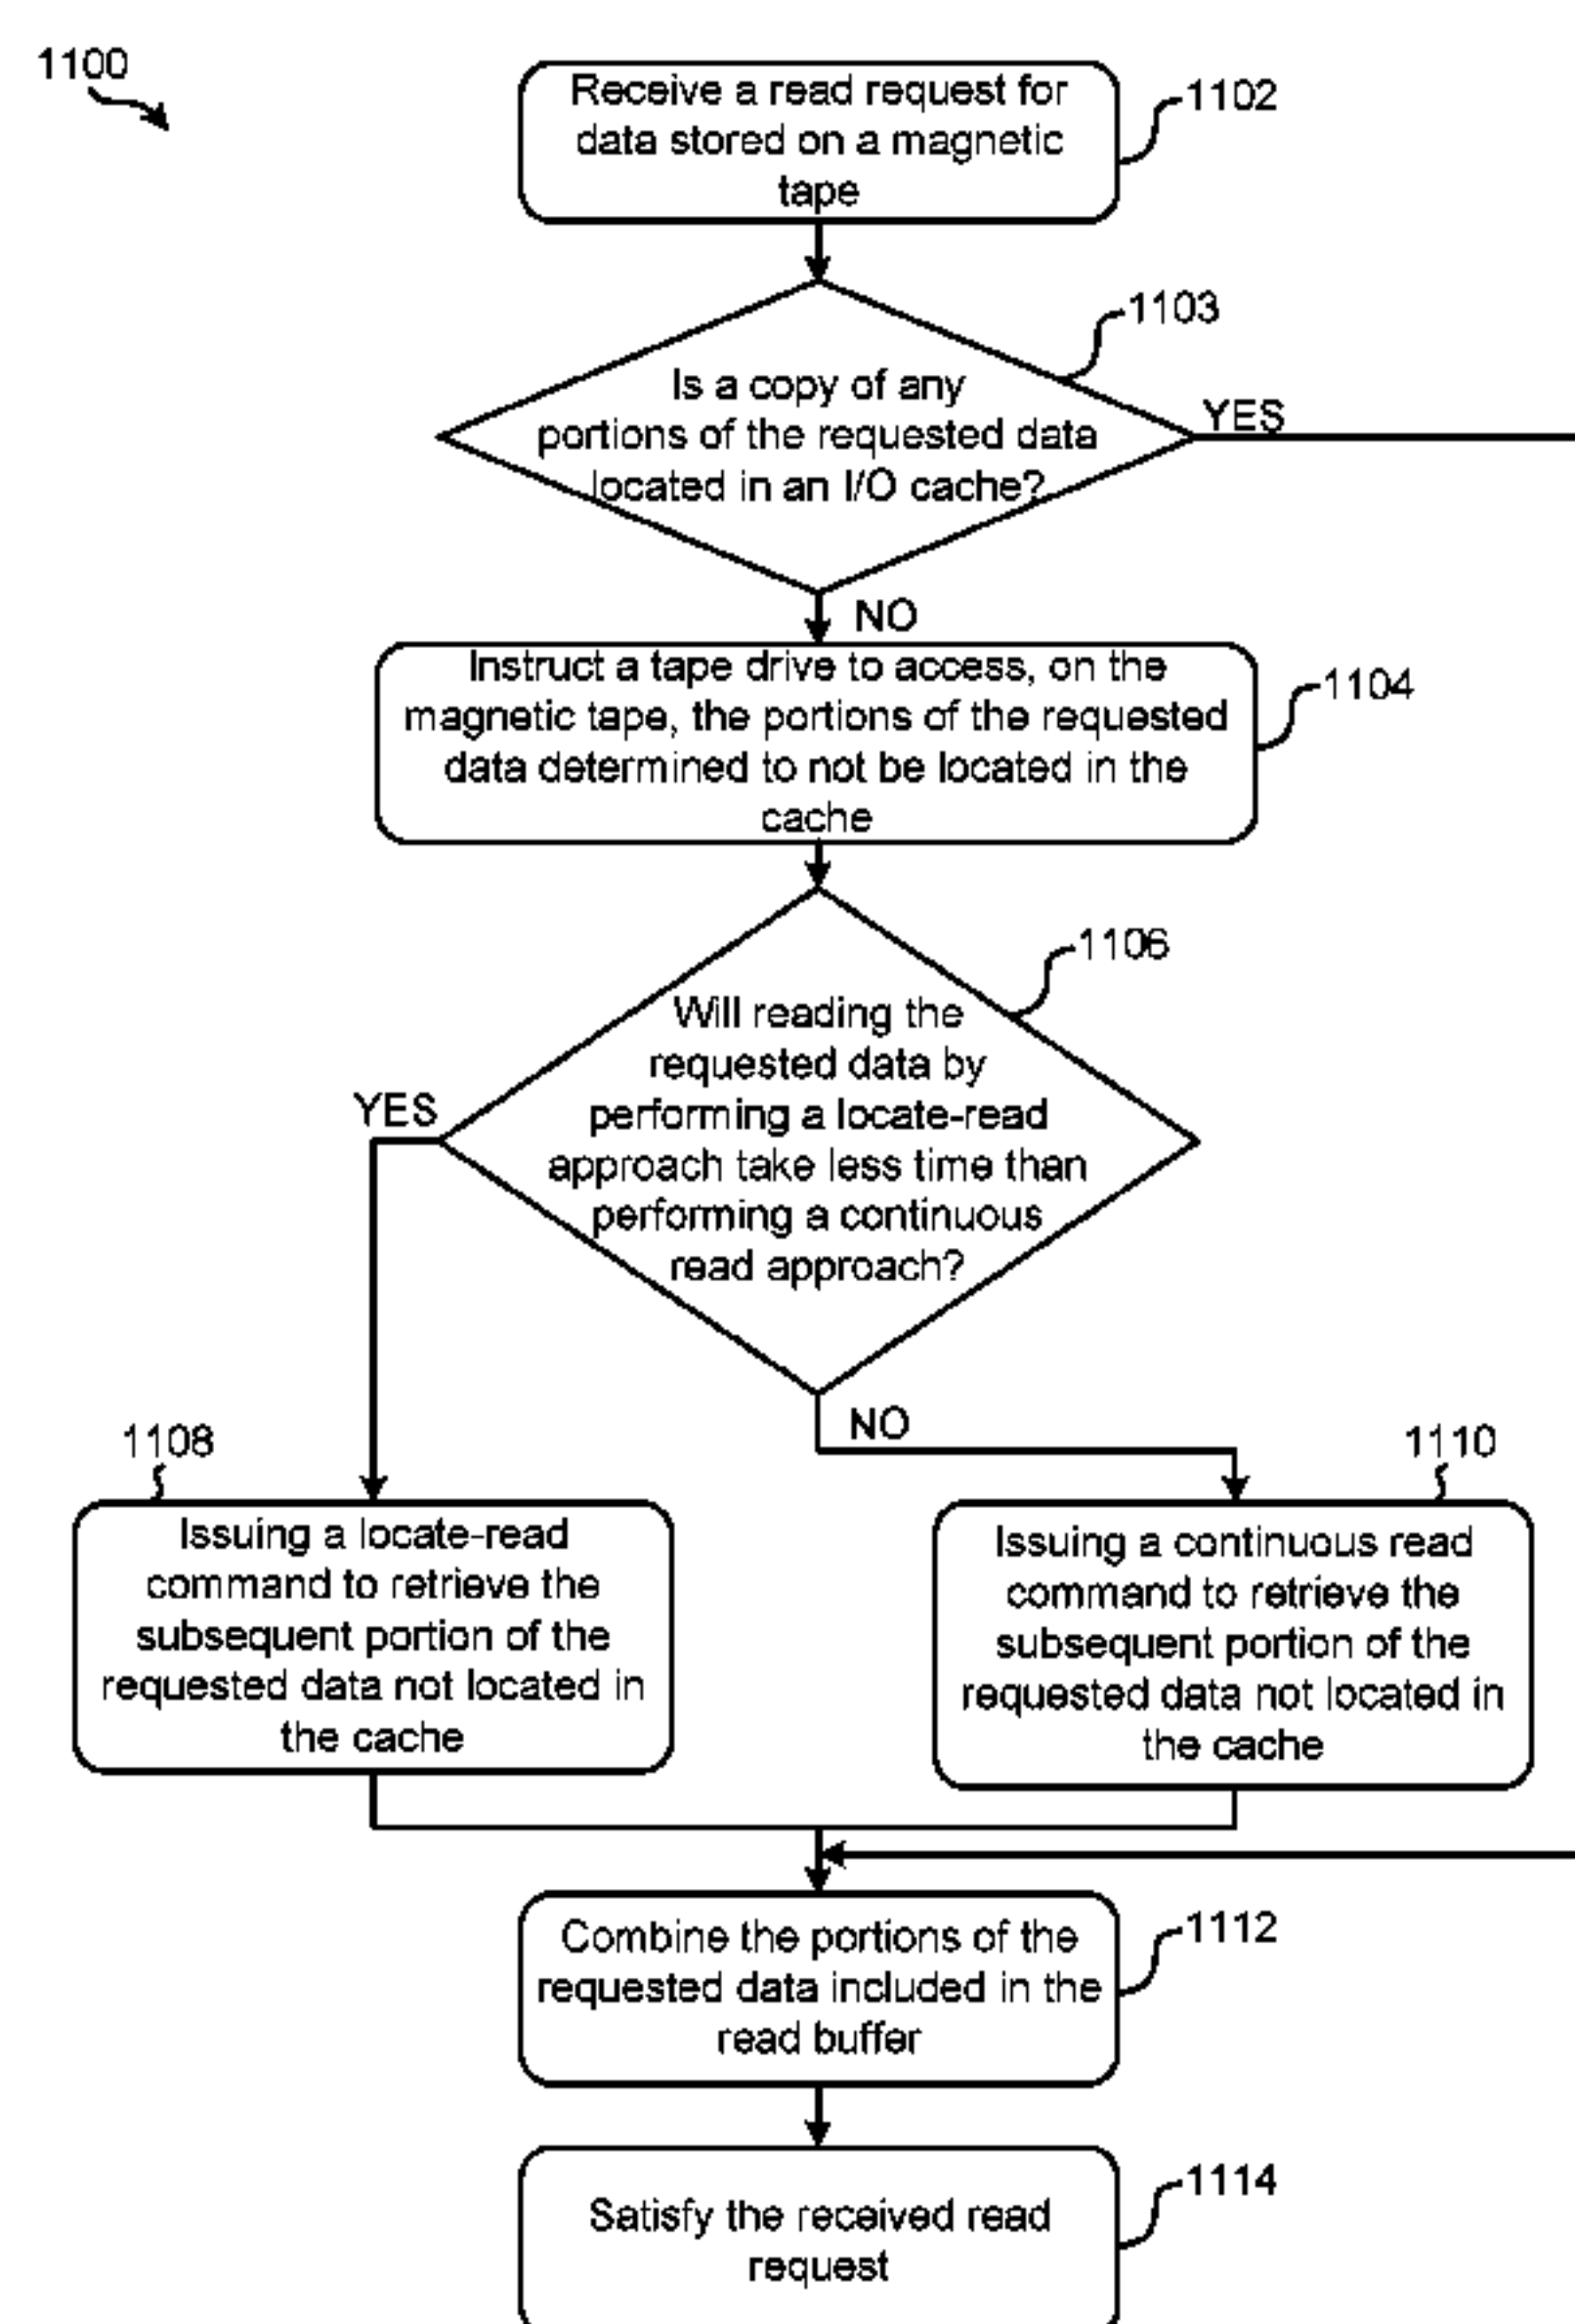 1100
Receive a read request for
data stored on a magnetic
tape
1102
1103
Is a copy of any
portions of the requested data
located in an I/O cache?
YES
NO
Instruct a tape drive to access, on the
magnetic tape, the portions of the requested
data determined to not be located in the
cache
1104
1106
Will reading the
requested data by
performing a locate-read
approach take less time than
performing a continuous
read approach?
YES
NO
1108
Issuing a locate-read
command to retrieve the
subsequent portion of the
requested data not located in
the cache
1110
Issuing a continuous read
command to retrieve the
subsequent portion of the
requested data not located in
the cache
Combine the portions of the
requested data included in the
read buffer
1112
Satisfy the received read
request
1114